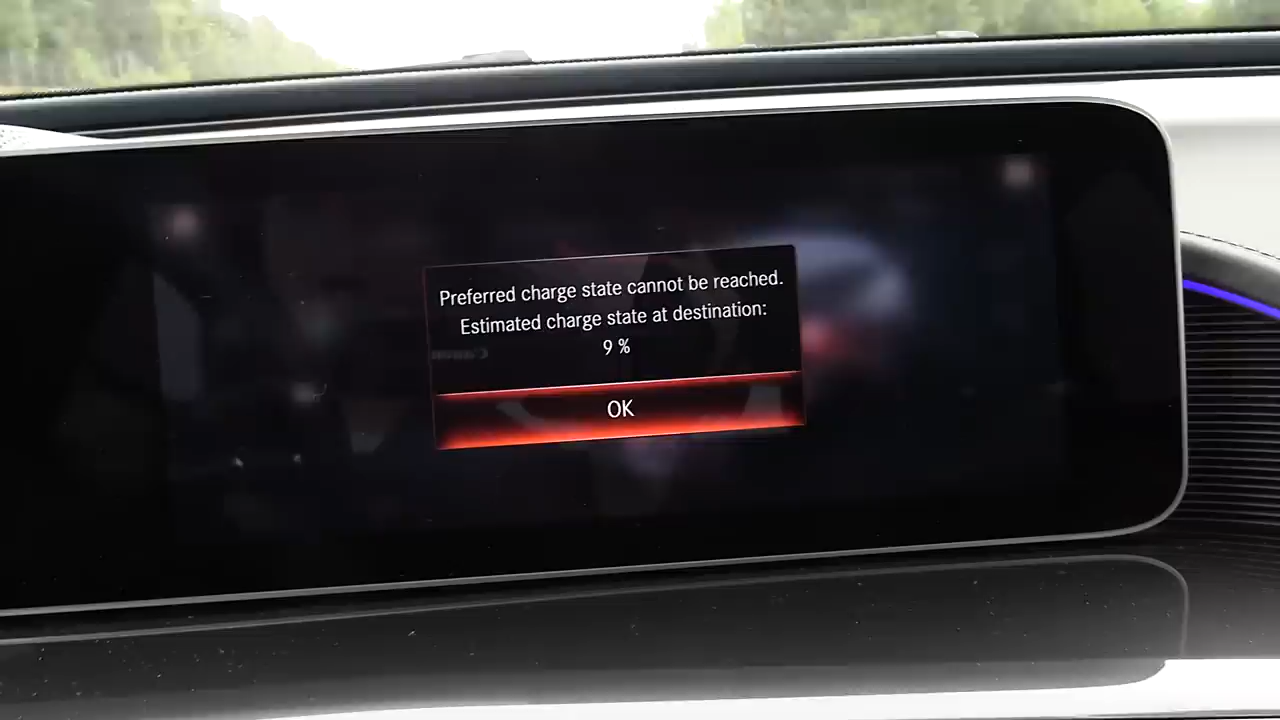 Preferred charge state cannot be reached.
Estimated charge state at destination:
9 %
OK